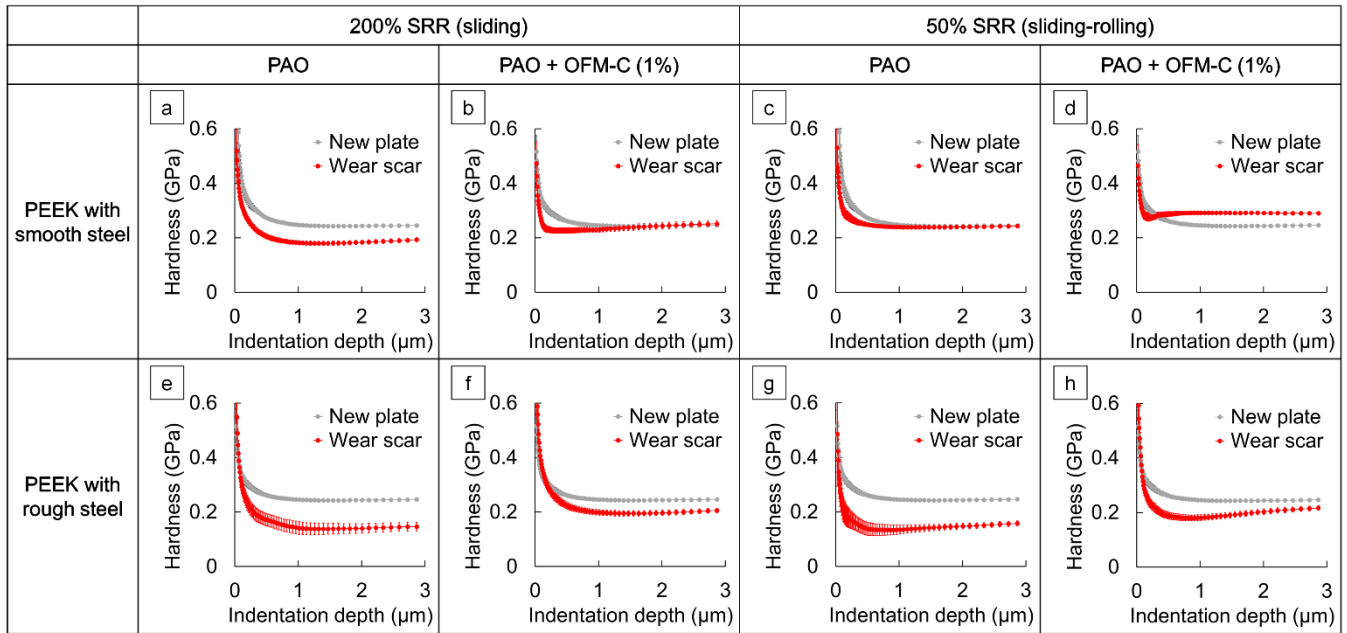 200% SRR (sliding)
50% SRR (sliding-rolling)
PAO
PAO + OFM-C (1%)
PAO
PAO + OFM-C (1%)
PEEK with
smooth steel
a
Hardness (GPa)
0.6
0.4
0.2
0
New plate
Wear scar
0 1 2 3
Indentation depth (µm)
b
Hardness (GPa)
0.6
0.4
0.2
0
New plate
Wear scar
0 1 2 3
Indentation depth (µm)
c
Hardness (GPa)
0.6
0.4
0.2
0
New plate
Wear scar
0 1 2 3
Indentation depth (µm)
d
Hardness (GPa)
0.6
0.4
0.2
0
New plate
Wear scar
0 1 2 3
Indentation depth (µm)
PEEK with
rough steel
e
Hardness (GPa)
0.6
0.4
0.2
0
New plate
Wear scar
0 1 2 3
Indentation depth (µm)
f
Hardness (GPa)
0.6
0.4
0.2
0
New plate
Wear scar
0 1 2 3
Indentation depth (µm)
g
Hardness (GPa)
0.6
0.4
0.2
0
New plate
Wear scar
0 1 2 3
Indentation depth (µm)
h
Hardness (GPa)
0.6
0.4
0.2
0
New plate
Wear scar
0 1 2 3
Indentation depth (µm)